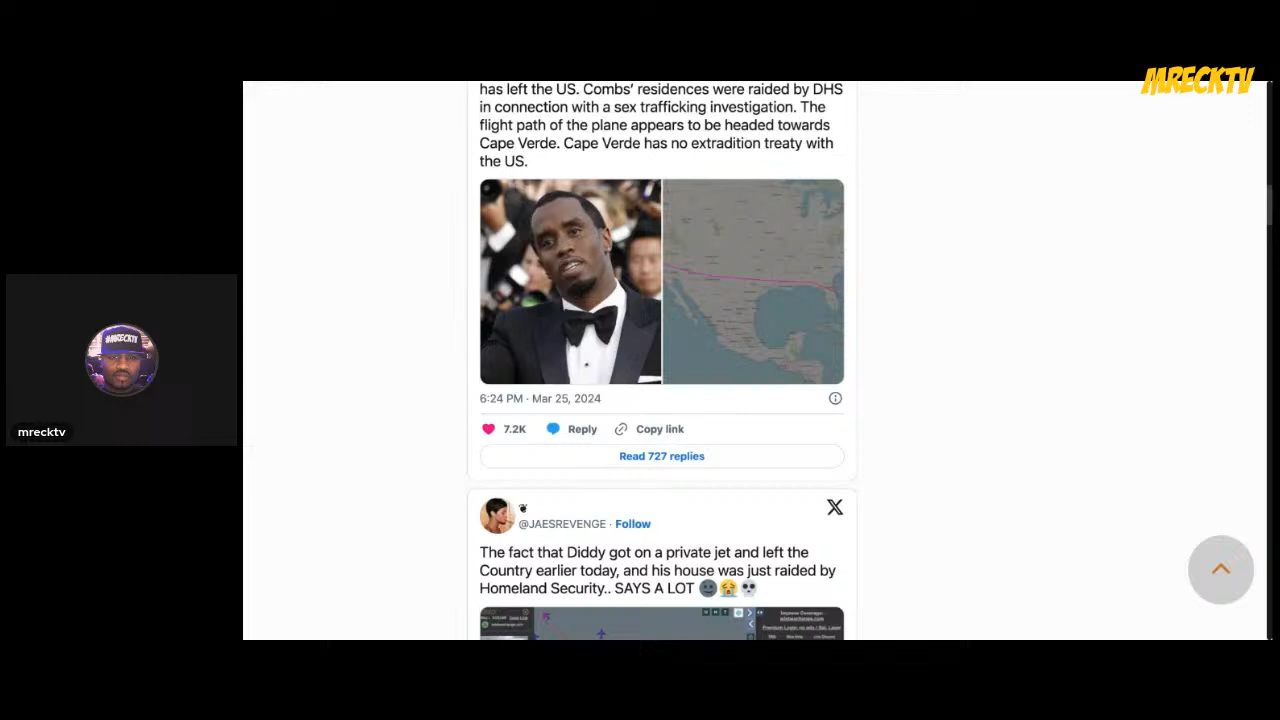 MRECKTV
has left the US. Combs' residences were raided by DHS
in connection with a sex trafficking investigation. The
flight path of the plane appears to be headed towards
Cape Verde. Cape Verde has no extradition treaty with
the US.
6:24 PM · Mar 25, 2024
7.2K Reply Copy link
Read 727 replies
#MRECKTV
mrecktv
@JAESREVENGE · Follow
The fact that Diddy got on a private jet and left the
Country earlier today, and his house was just raided by
Homeland Security.. SAYS A LOT 🌚😭💀